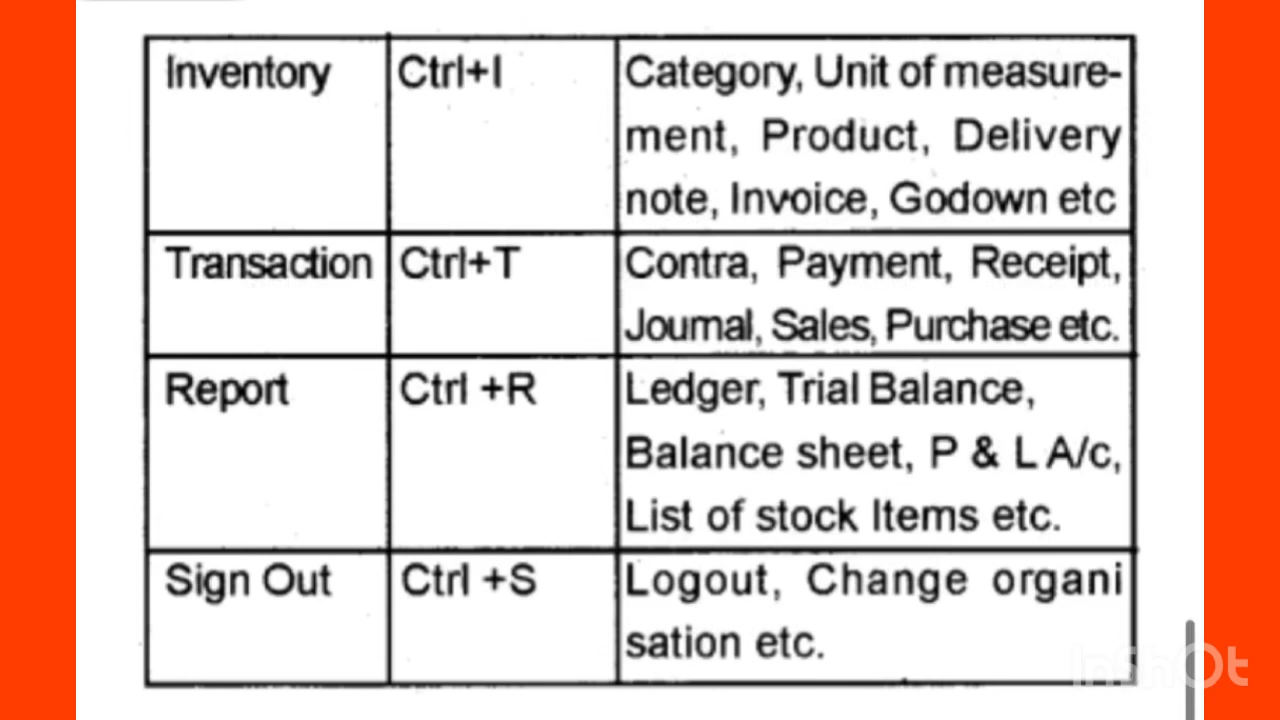 Inventory Ctrl+I Category, Unit of measure-
ment, Product, Delivery
note, Invoice, Godown etc
Transaction Ctrl+T Contra, Payment, Receipt,
Journal, Sales, Purchase etc.
Report Ctrl +R Ledger, Trial Balance,
Balance sheet, P & L A/c,
List of stock Items etc.
Sign Out Ctrl +S Logout, Change organi
sation etc.
InShOt